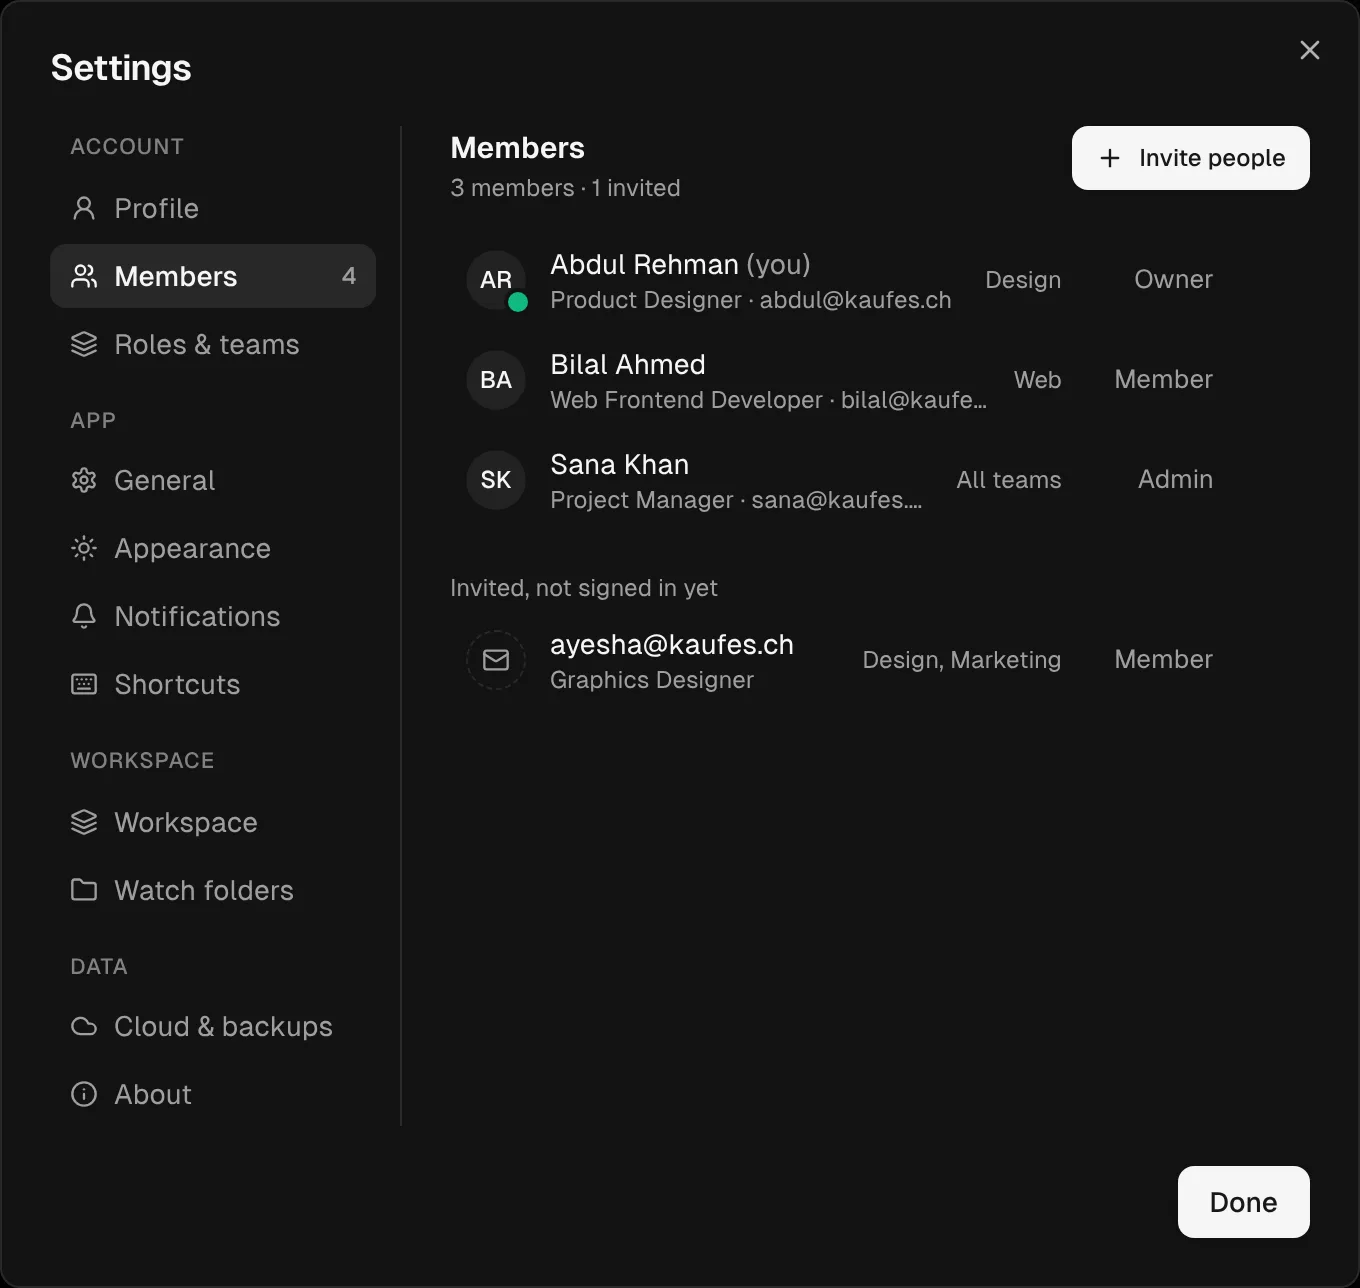 Settings
ACCOUNT
Profile
Members 4
Roles & teams
APP
General
Appearance
Notifications
Shortcuts
WORKSPACE
Workspace
Watch folders
DATA
Cloud & backups
About
Members
3 members · 1 invited
Invite people
AR
Abdul Rehman (you)
Product Designer · abdul@kaufes.ch
Design
Owner
BA
Bilal Ahmed
Web Frontend Developer · bilal@kaufe...
Web
Member
SK
Sana Khan
Project Manager · sana@kaufes....
All teams
Admin
Invited, not signed in yet
ayesha@kaufes.ch
Graphics Designer
Design, Marketing
Member
Done